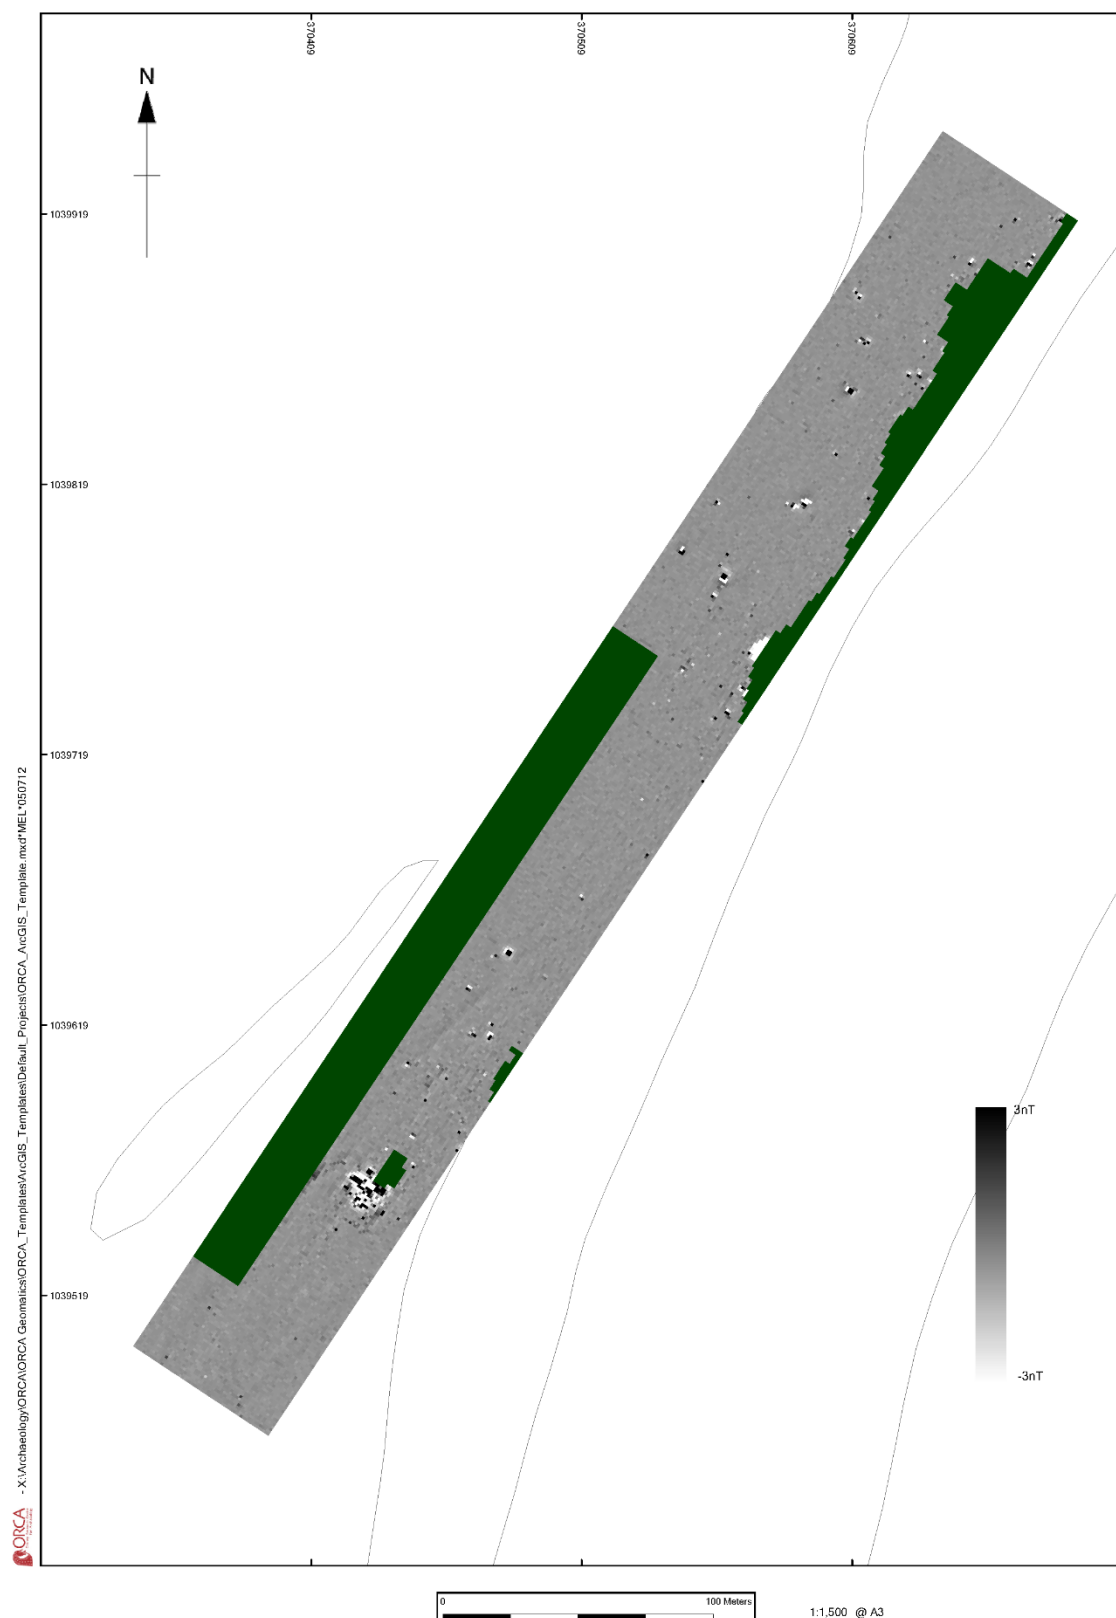 370409
370509
370609
N
1039919
1039819
1039719
1039619
1039519
3nT
-3nT
- X:\Archaeology\ORCA\ORCA Geomatics\ORCA_Templates\ArcGIS_Templates\Default_Projects\ORCA_ArcGIS_Template.mxd*MEL*050712
ORCA
0
100 Meters
1:1,500 @ A3